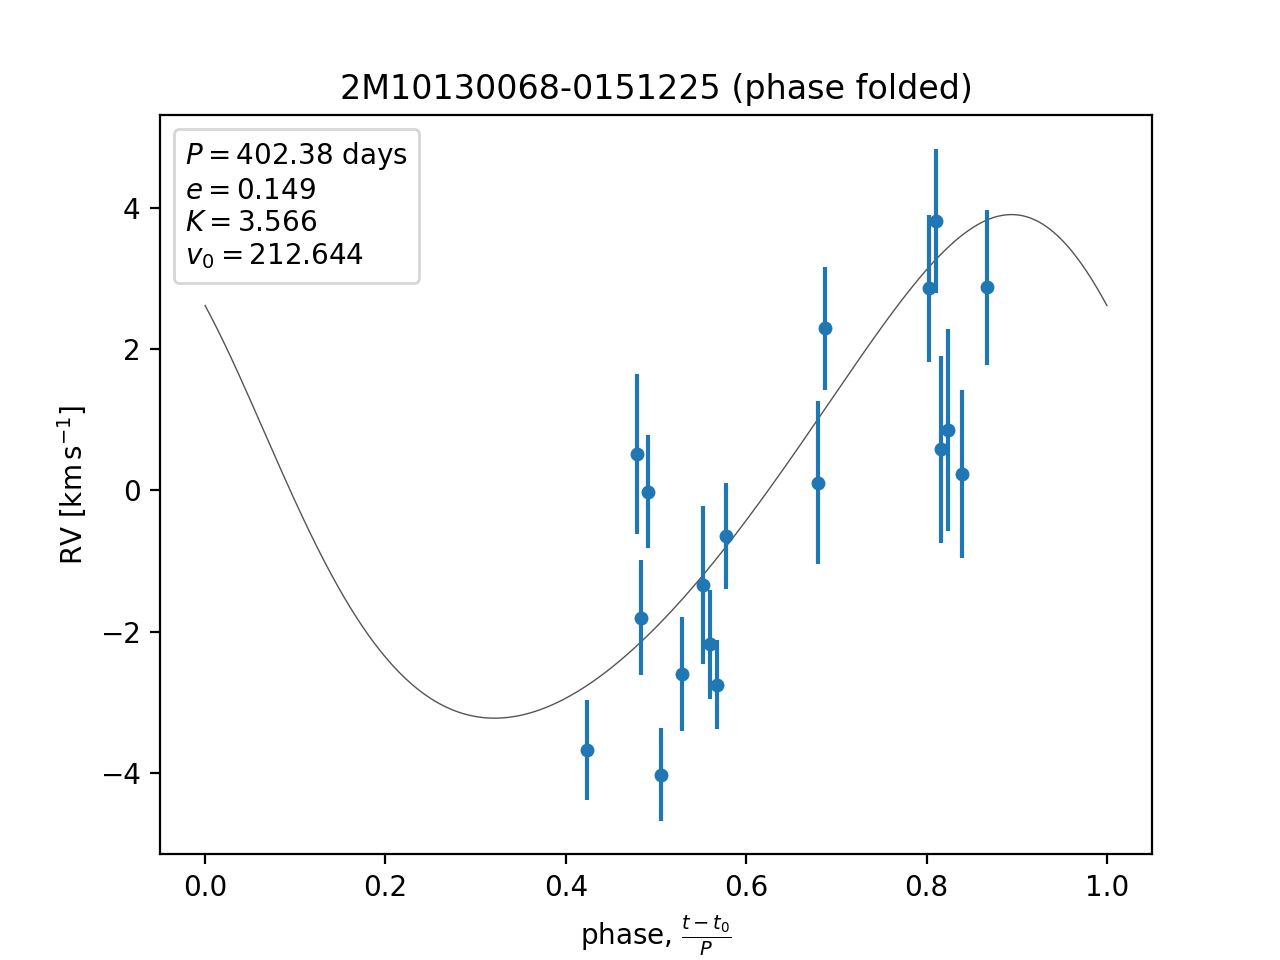 2M10130068-0151225 (phase folded)
P = 402.38 days
e = 0.149
K = 3.566
v₀ = 212.644
4
2
0
−2
−4
RV [km s⁻¹]
0.0 0.2 0.4 0.6 0.8 1.0
phase, (t − t₀)/P